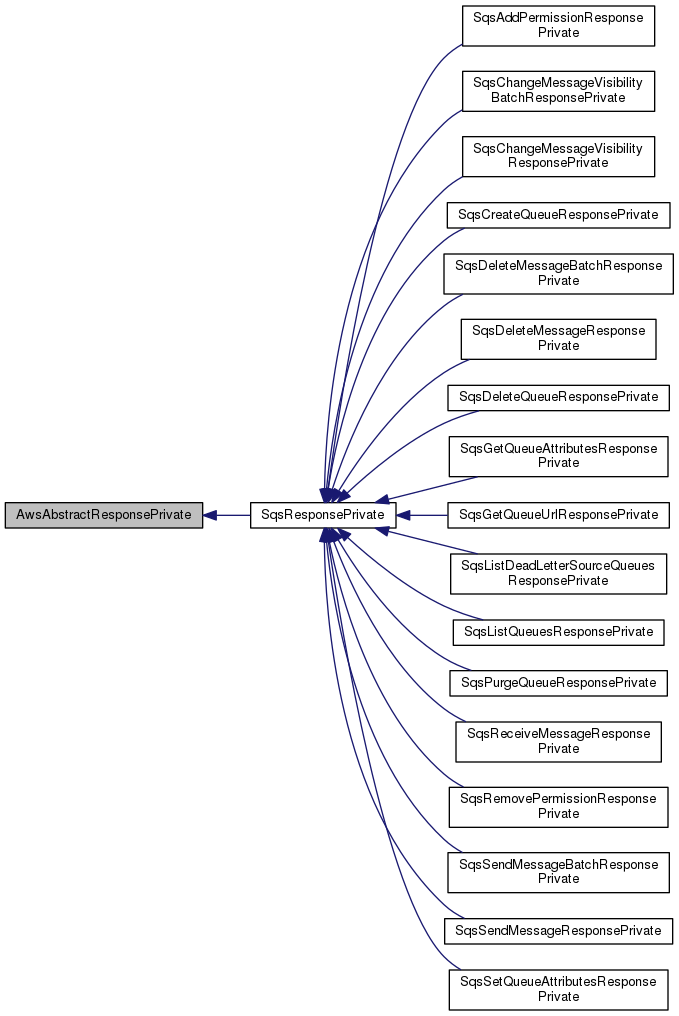 SqsAddPermissionResponse
Private
SqsChangeMessageVisibility
BatchResponsePrivate
SqsChangeMessageVisibility
ResponsePrivate
SqsCreateQueueResponsePrivate
SqsDeleteMessageBatchResponse
Private
SqsDeleteMessageResponse
Private
SqsDeleteQueueResponsePrivate
SqsGetQueueAttributesResponse
Private
AwsAbstractResponsePrivate
SqsResponsePrivate
SqsGetQueueUrlResponsePrivate
SqsListDeadLetterSourceQueues
ResponsePrivate
SqsListQueuesResponsePrivate
SqsPurgeQueueResponsePrivate
SqsReceiveMessageResponse
Private
SqsRemovePermissionResponse
Private
SqsSendMessageBatchResponse
Private
SqsSendMessageResponsePrivate
SqsSetQueueAttributesResponse
Private